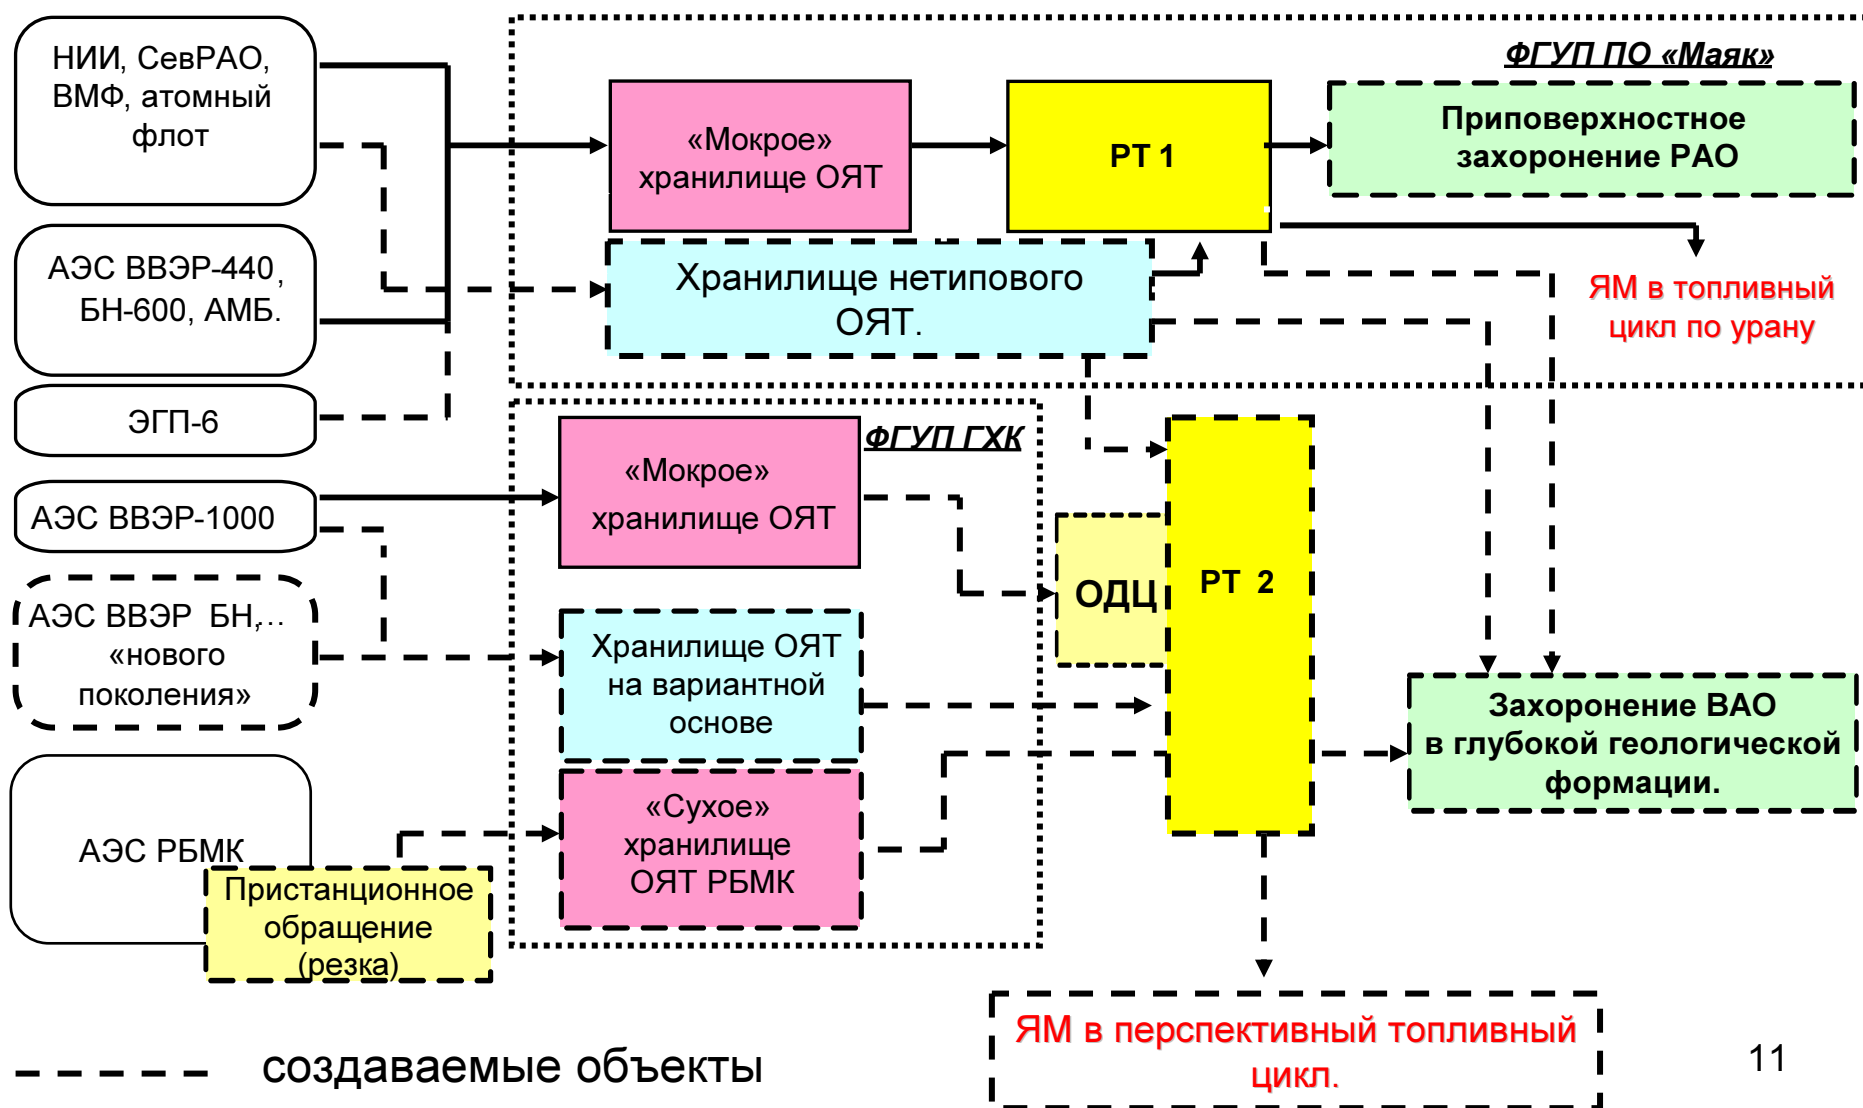 НИИ, СевРАО,
ВМФ, атомный
флот
ФГУП ПО «Маяк»
«Мокрое»
хранилище ОЯТ
РТ 1
Приповерхностное
захоронение РАО
АЭС ВВЭР-440,
БН-600, АМБ.
Хранилище нетипового
ОЯТ.
ЯМ в топливный
цикл по урану
ЭГП-6
ФГУП ГХК
«Мокрое»
хранилище ОЯТ
АЭС ВВЭР-1000
ОДЦ
РТ 2
АЭС ВВЭР БН,...
«нового
поколения»
Хранилище ОЯТ
на вариантной
основе
Захоронение ВАО
в глубокой геологической
формации.
«Сухое»
хранилище
ОЯТ РБМК
АЭС РБМК
Пристанционное
обращение
(резка)
ЯМ в перспективный топливный
цикл.
создаваемые объекты
11